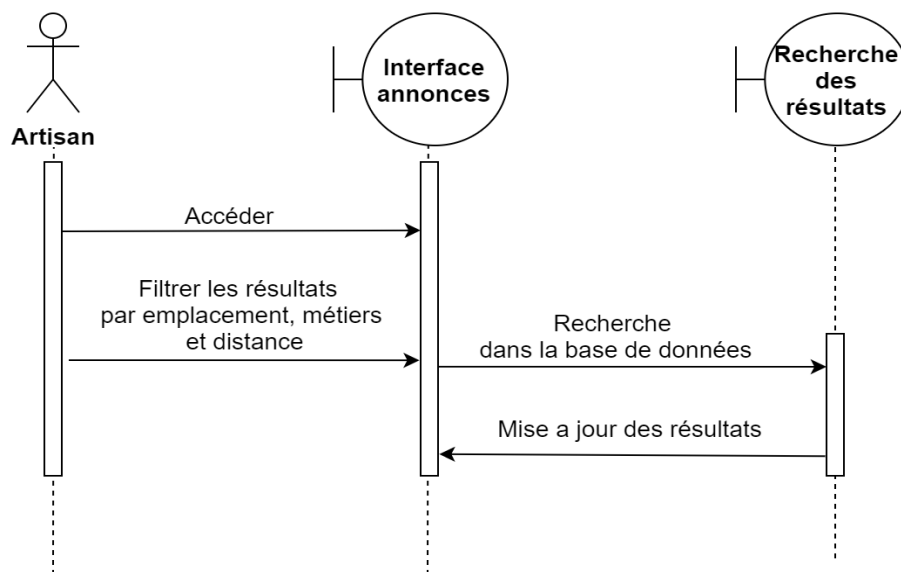 Artisan
Interface
annonces
Recherche
des
résultats
Accéder
Filtrer les résultats
par emplacement, métiers
et distance
Recherche
dans la base de données
Mise a jour des résultats